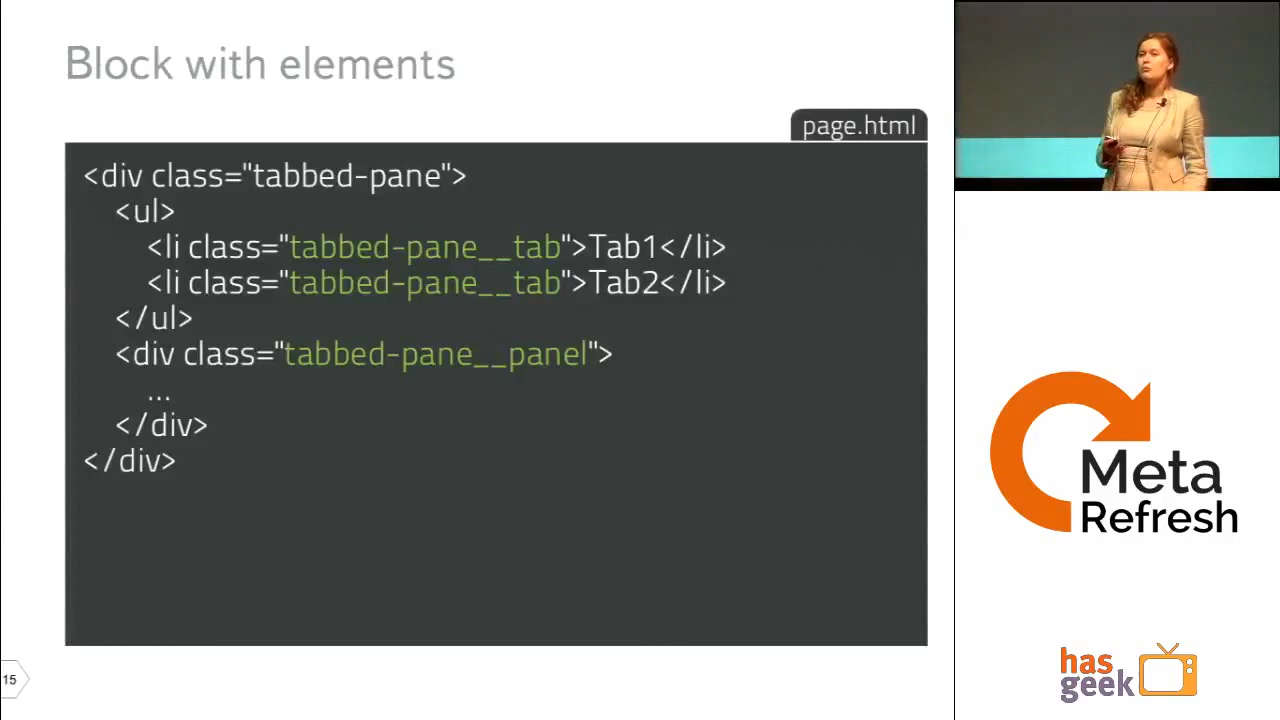 Block with elements
page.html
<div class="tabbed-pane">
<ul>
<li class="tabbed-pane__tab">Tab1</li>
<li class="tabbed-pane__tab">Tab2</li>
</ul>
<div class="tabbed-pane__panel">
...
</div>
</div>
15
Meta
Refresh
has
geek